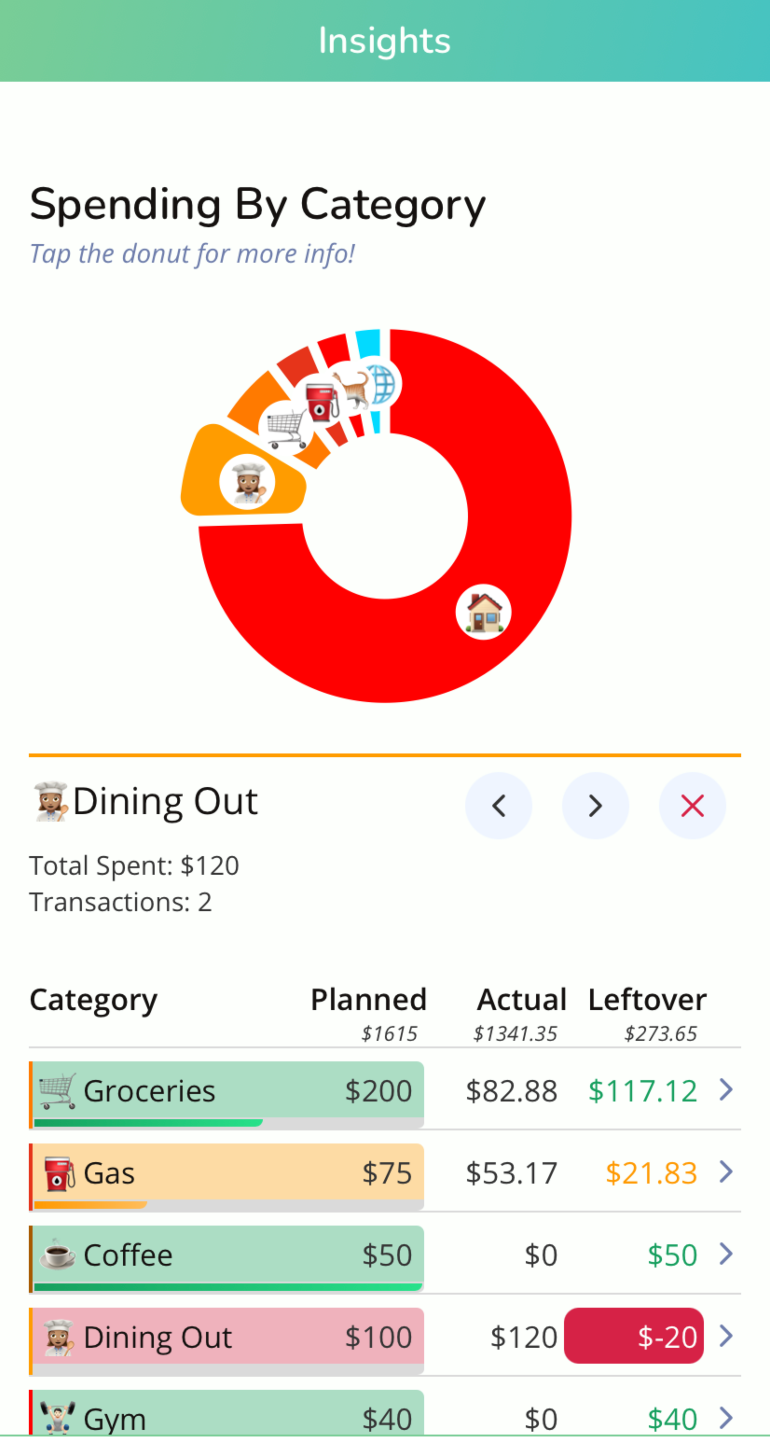 Insights
Spending By Category
Tap the donut for more info!
Dining Out
Total Spent: $120
Transactions: 2
Category Planned Actual Leftover
$1615 $1341.35 $273.65
Groceries $200 $82.88 $117.12
Gas $75 $53.17 $21.83
Coffee $50 $0 $50
Dining Out $100 $120 $-20
Gym $40 $0 $40